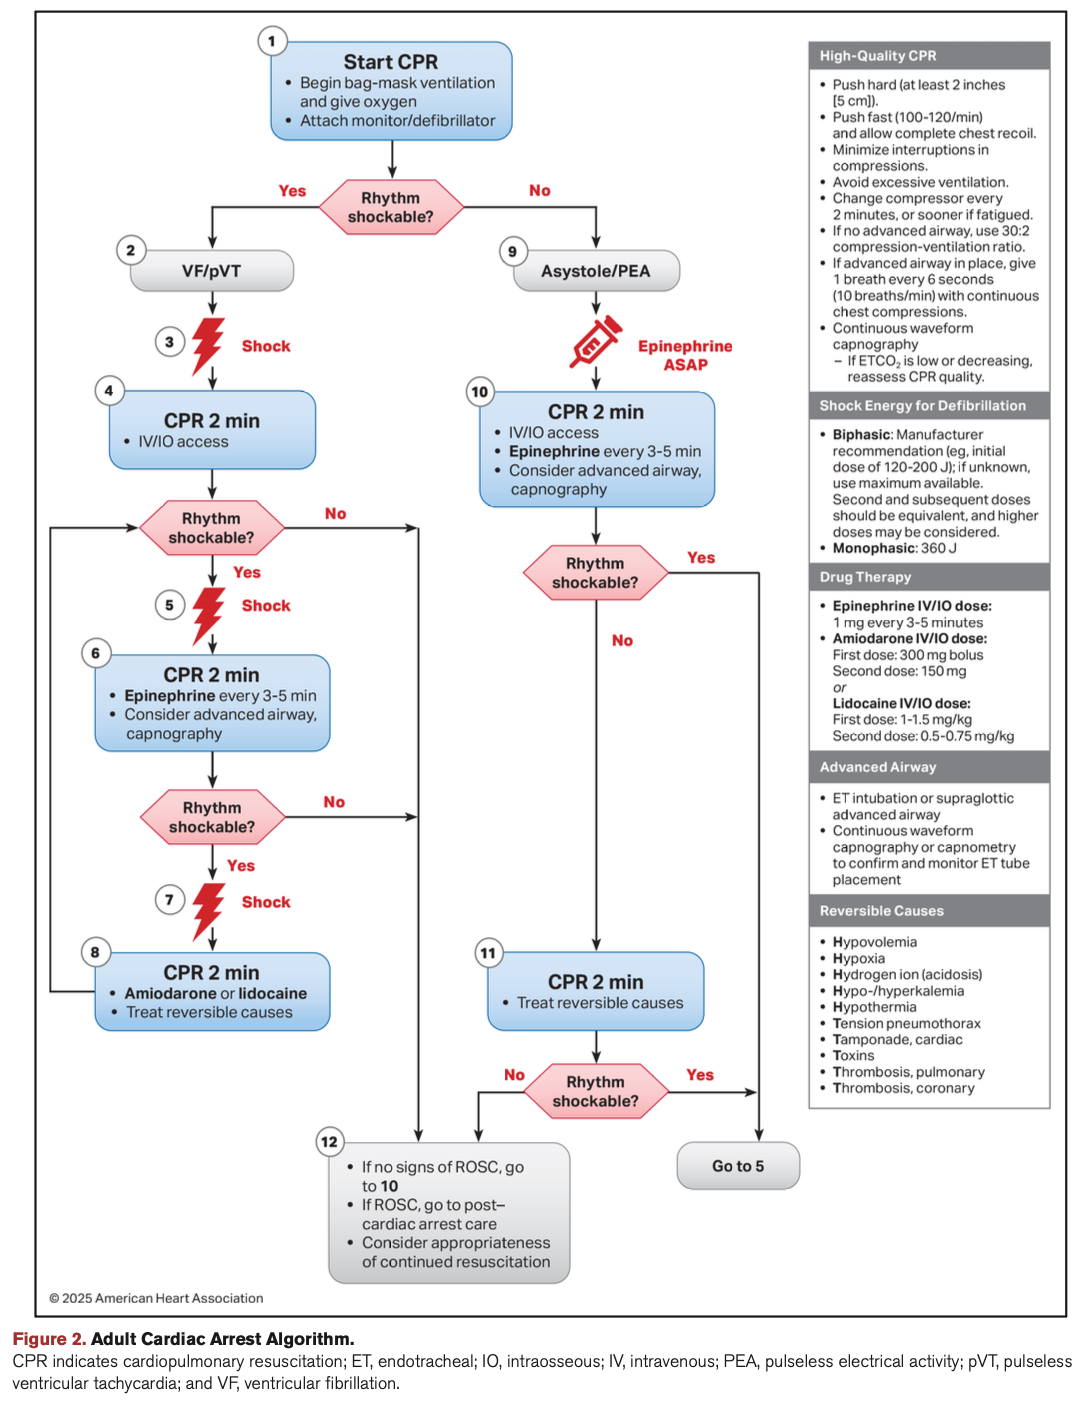 1
Start CPR
• Begin bag-mask ventilation
and give oxygen
• Attach monitor/defibrillator
Rhythm
shockable?
Yes
No
2
VF/pVT
3
Shock
4
CPR 2 min
• IV/IO access
Rhythm
shockable?
No
Yes
5
Shock
6
CPR 2 min
• Epinephrine every 3-5 min
• Consider advanced airway,
capnography
Rhythm
shockable?
No
Yes
7
Shock
8
CPR 2 min
• Amiodarone or lidocaine
• Treat reversible causes
9
Asystole/PEA
E
Epinephrine
ASAP
10
CPR 2 min
• IV/IO access
• Epinephrine every 3-5 min
• Consider advanced airway,
capnography
Rhythm
shockable?
Yes
No
11
CPR 2 min
• Treat reversible causes
Rhythm
shockable?
No
Yes
12
• If no signs of ROSC, go
to 10
• If ROSC, go to post–
cardiac arrest care
• Consider appropriateness
of continued resuscitation
Go to 5
High-Quality CPR
• Push hard (at least 2 inches
[5 cm]).
• Push fast (100-120/min)
and allow complete chest recoil.
• Minimize interruptions in
compressions.
• Avoid excessive ventilation.
• Change compressor every
2 minutes, or sooner if fatigued.
• If no advanced airway, use 30:2
compression-ventilation ratio.
• If advanced airway in place, give
1 breath every 6 seconds
(10 breaths/min) with continuous
chest compressions.
• Continuous waveform
capnography
– If ETCO₂ is low or decreasing,
reassess CPR quality.
Shock Energy for Defibrillation
• Biphasic: Manufacturer
recommendation (eg, initial
dose of 120-200 J); if unknown,
use maximum available.
Second and subsequent doses
should be equivalent, and higher
doses may be considered.
• Monophasic: 360 J
Drug Therapy
• Epinephrine IV/IO dose:
1 mg every 3-5 minutes
• Amiodarone IV/IO dose:
First dose: 300 mg bolus
Second dose: 150 mg
or
Lidocaine IV/IO dose:
First dose: 1-1.5 mg/kg
Second dose: 0.5-0.75 mg/kg
Advanced Airway
• ET intubation or supraglottic
advanced airway
• Continuous waveform
capnography or capnometry
to confirm and monitor ET tube
placement
Reversible Causes
• Hypovolemia
• Hypoxia
• Hydrogen ion (acidosis)
• Hypo-/hyperkalemia
• Hypothermia
• Tension pneumothorax
• Tamponade, cardiac
• Toxins
• Thrombosis, pulmonary
• Thrombosis, coronary
© 2025 American Heart Association
Figure 2. Adult Cardiac Arrest Algorithm.
CPR indicates cardiopulmonary resuscitation; ET, endotracheal; IO, intraosseous; IV, intravenous; PEA, pulseless electrical activity; pVT, pulseless
ventricular tachycardia; and VF, ventricular fibrillation.